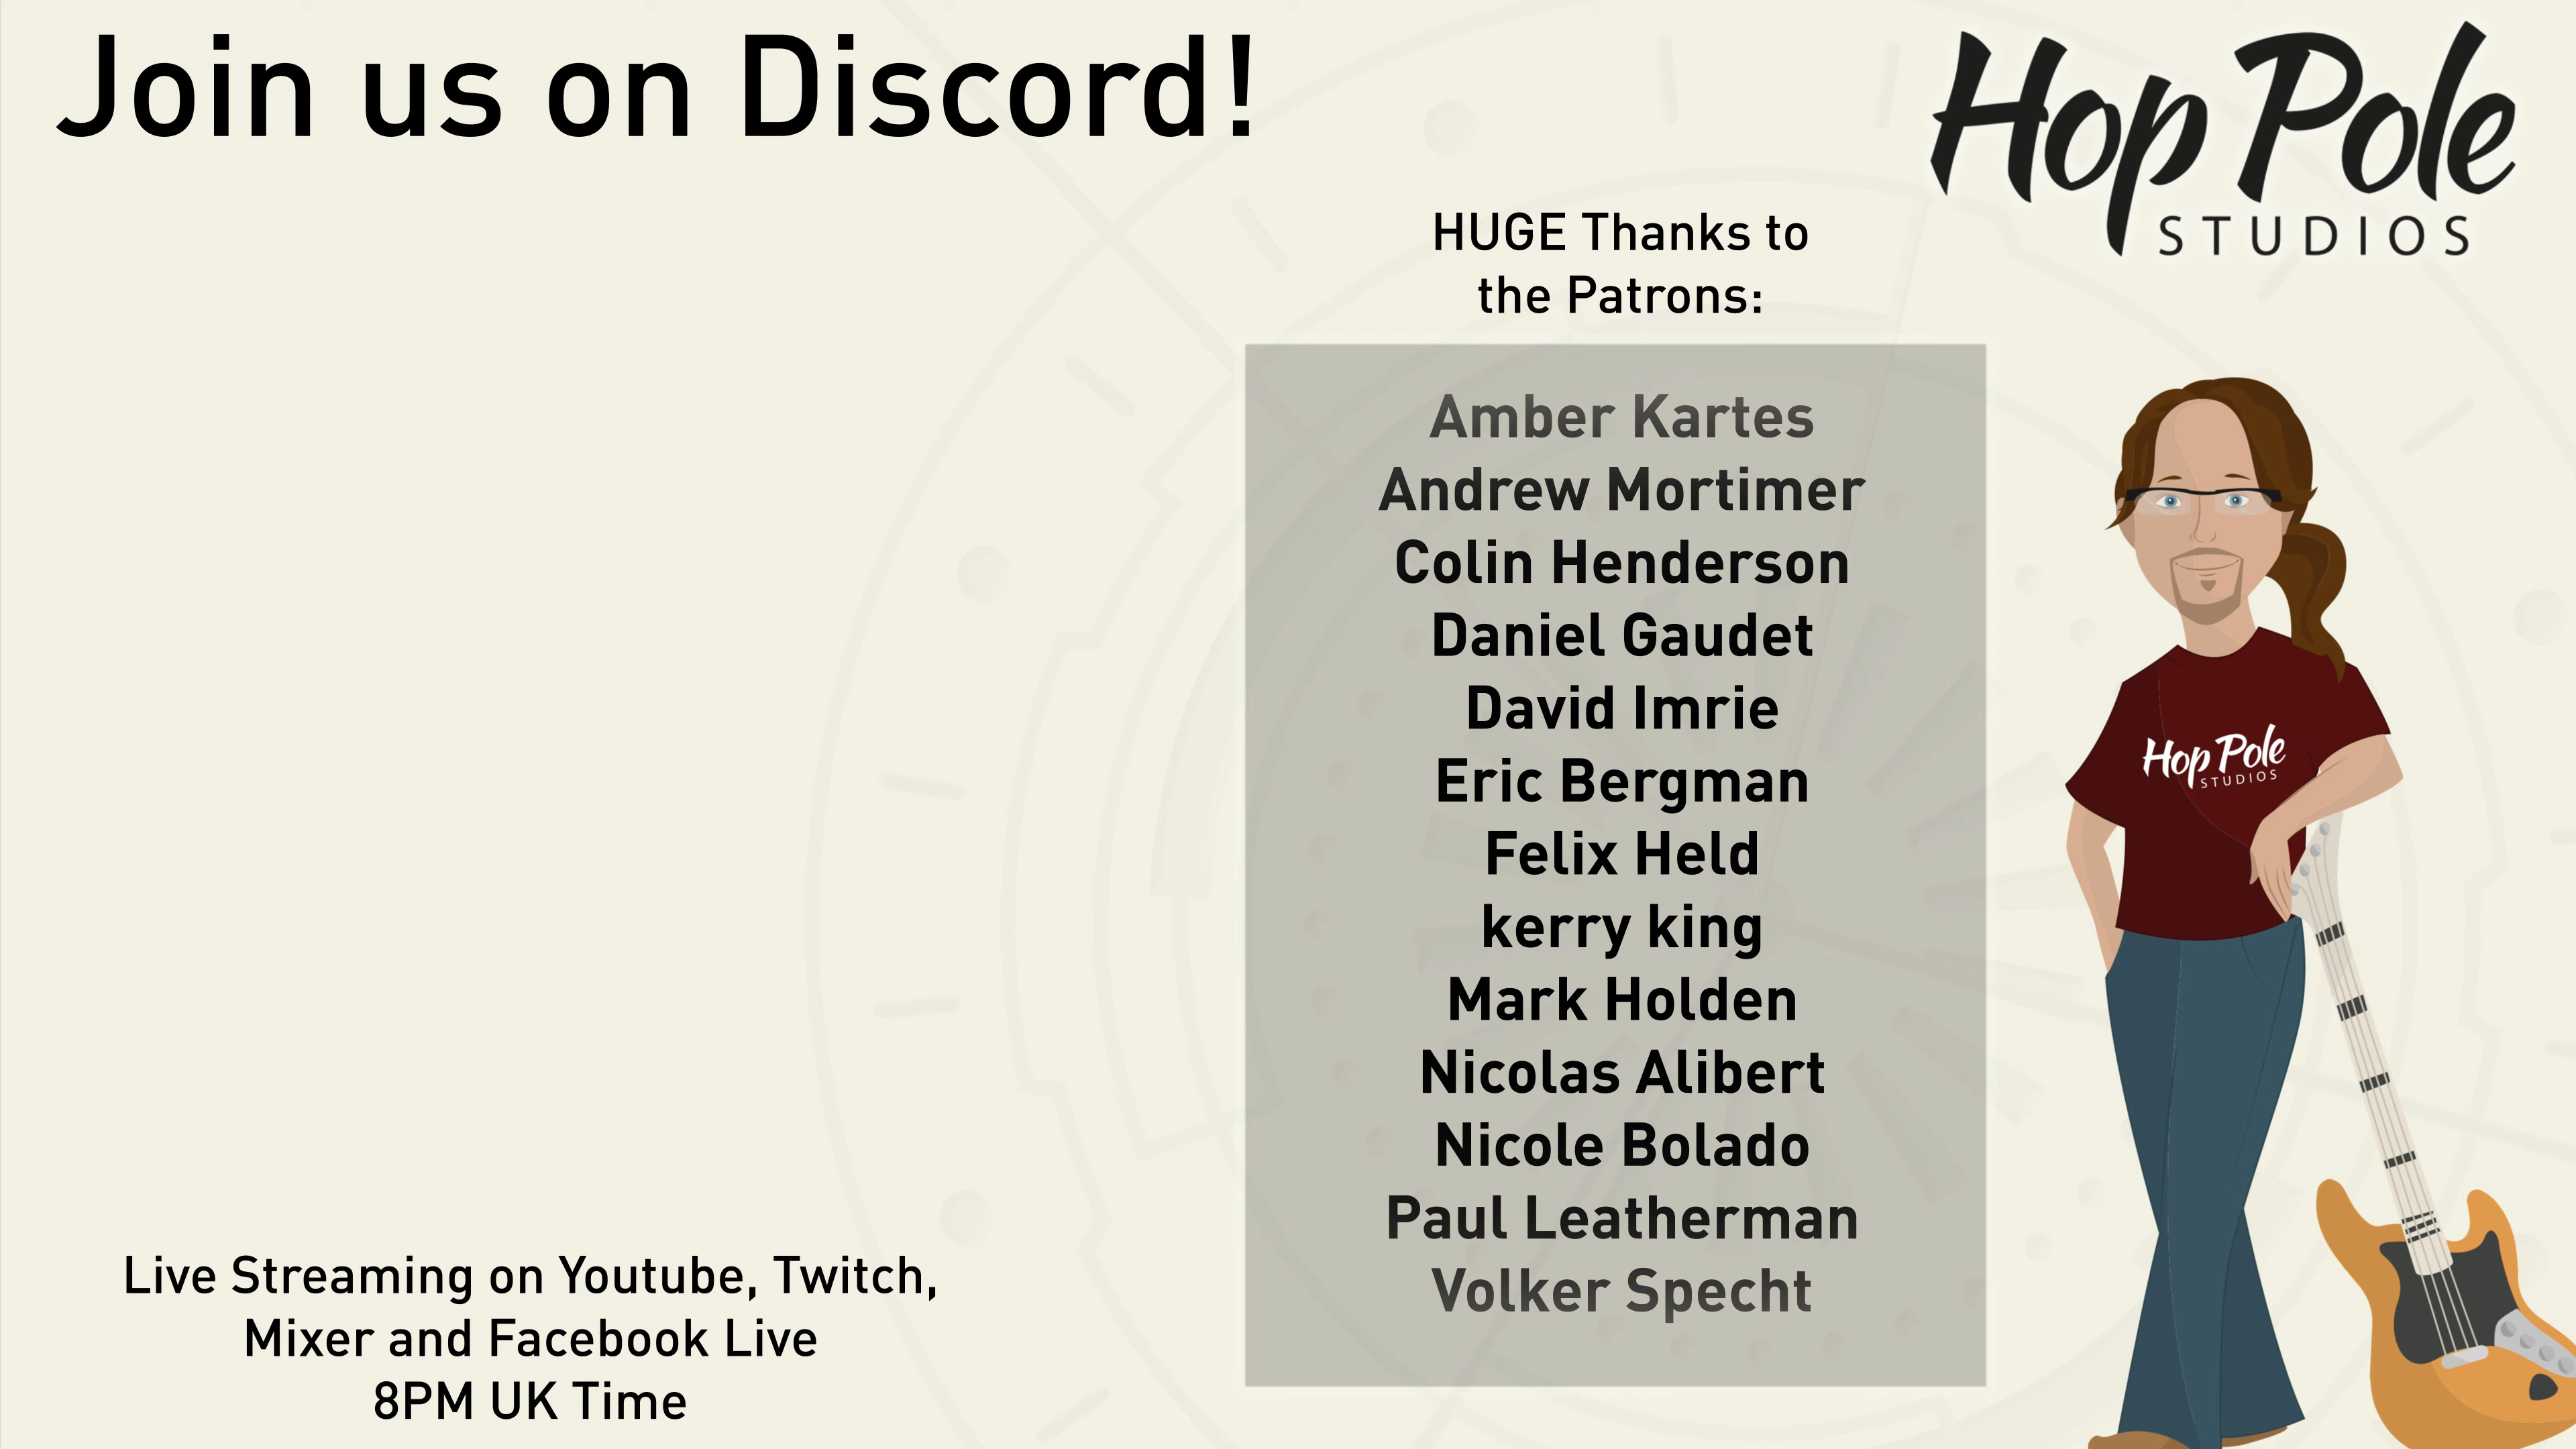 Join us on Discord!
Hop Pole
STUDIOS
HUGE Thanks to
the Patrons:
Amber Kartes
Andrew Mortimer
Colin Henderson
Daniel Gaudet
David Imrie
Eric Bergman
Felix Held
kerry king
Mark Holden
Nicolas Alibert
Nicole Bolado
Paul Leatherman
Volker Specht
Hop Pole
STUDIOS
Live Streaming on Youtube, Twitch,
Mixer and Facebook Live
8PM UK Time